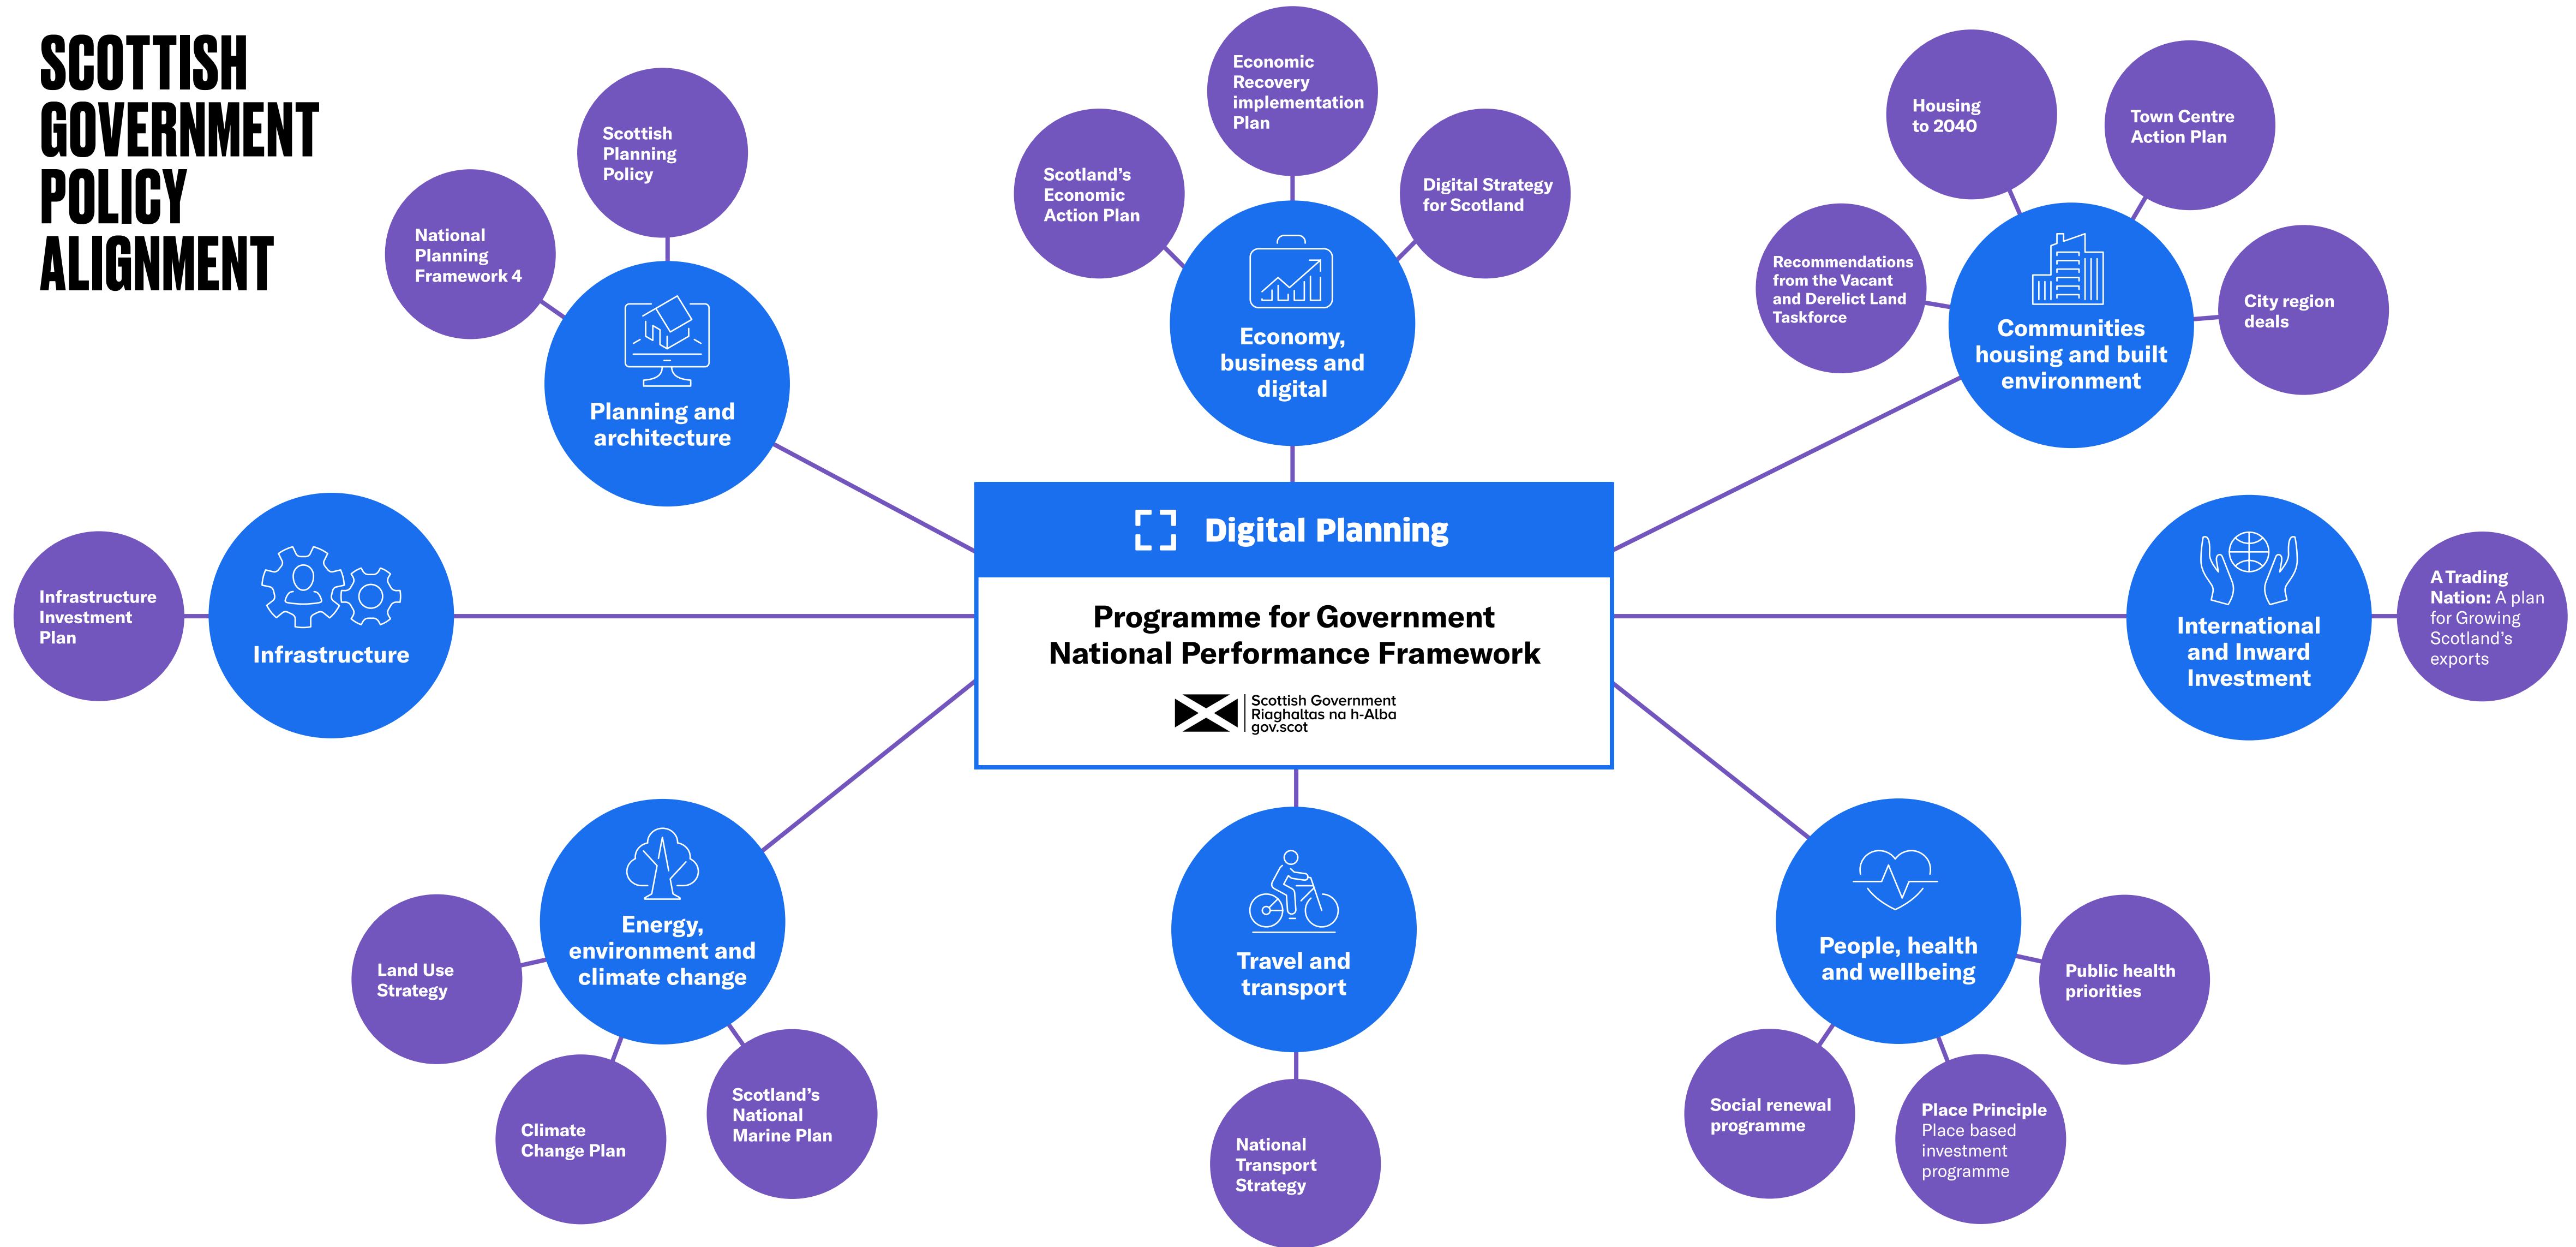 SCOTTISH
GOVERNMENT
POLICY
ALIGNMENT
National
Planning
Framework 4
Scottish
Planning
Policy
Planning and
architecture
Scotland's
Economic
Action Plan
Economic
Recovery
implementation
Plan
Digital Strategy
for Scotland
Economy,
business and
digital
Recommendations
from the Vacant
and Derelict Land
Taskforce
Housing
to 2040
Town Centre
Action Plan
City region
deals
Communities
housing and built
environment
Infrastructure
Investment
Plan
Infrastructure
Digital Planning
Programme for Government
National Performance Framework
Scottish Government
Riaghaltas na h-Alba
gov.scot
International
and Inward
Investment
A Trading
Nation: A plan
for Growing
Scotland's
exports
Energy,
environment and
climate change
Land Use
Strategy
Climate
Change Plan
Scotland's
National
Marine Plan
Travel and
transport
National
Transport
Strategy
People, health
and wellbeing
Social renewal
programme
Place Principle
Place based
investment
programme
Public health
priorities